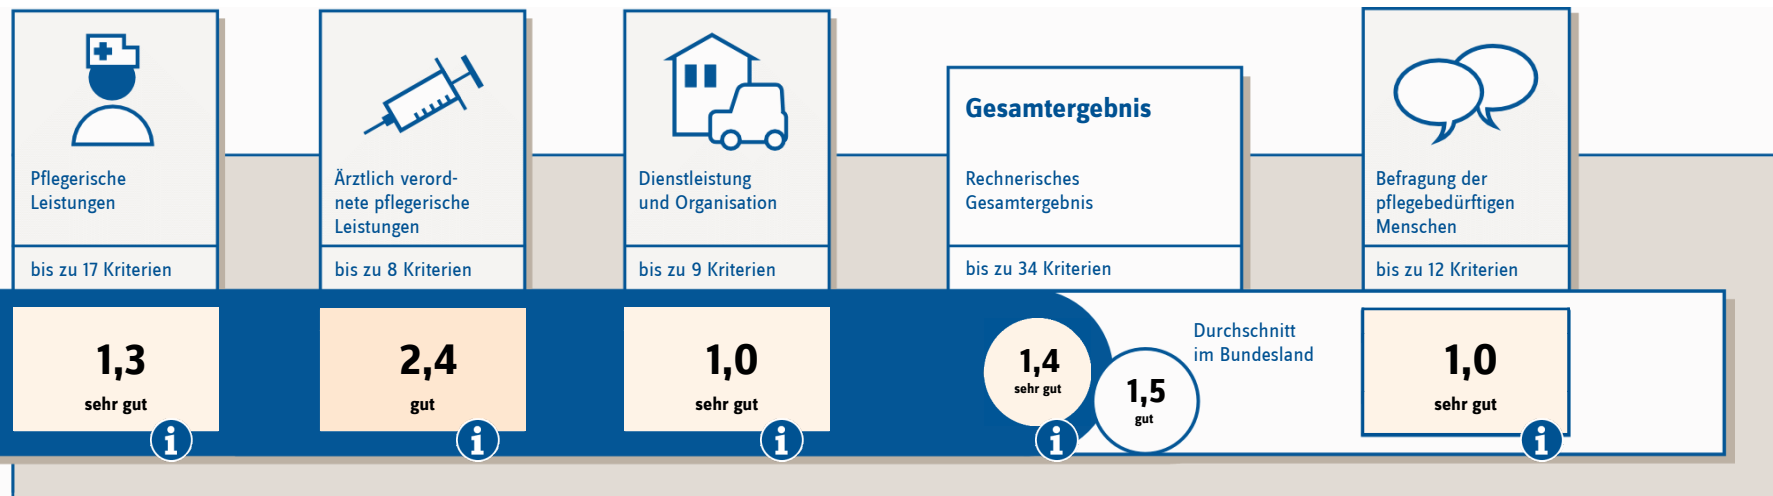 Pflegerische
Leistungen
bis zu 17 Kriterien
1,3
sehr gut
i
Ärztlich verord-
nete pflegerische
Leistungen
bis zu 8 Kriterien
2,4
gut
i
Dienstleistung
und Organisation
bis zu 9 Kriterien
1,0
sehr gut
i
Gesamtergebnis
Rechnerisches
Gesamtergebnis
bis zu 34 Kriterien
1,4
sehr gut
i
1,5
gut
Durchschnitt
im Bundesland
Befragung der
pflegebedürftigen
Menschen
bis zu 12 Kriterien
1,0
sehr gut
i